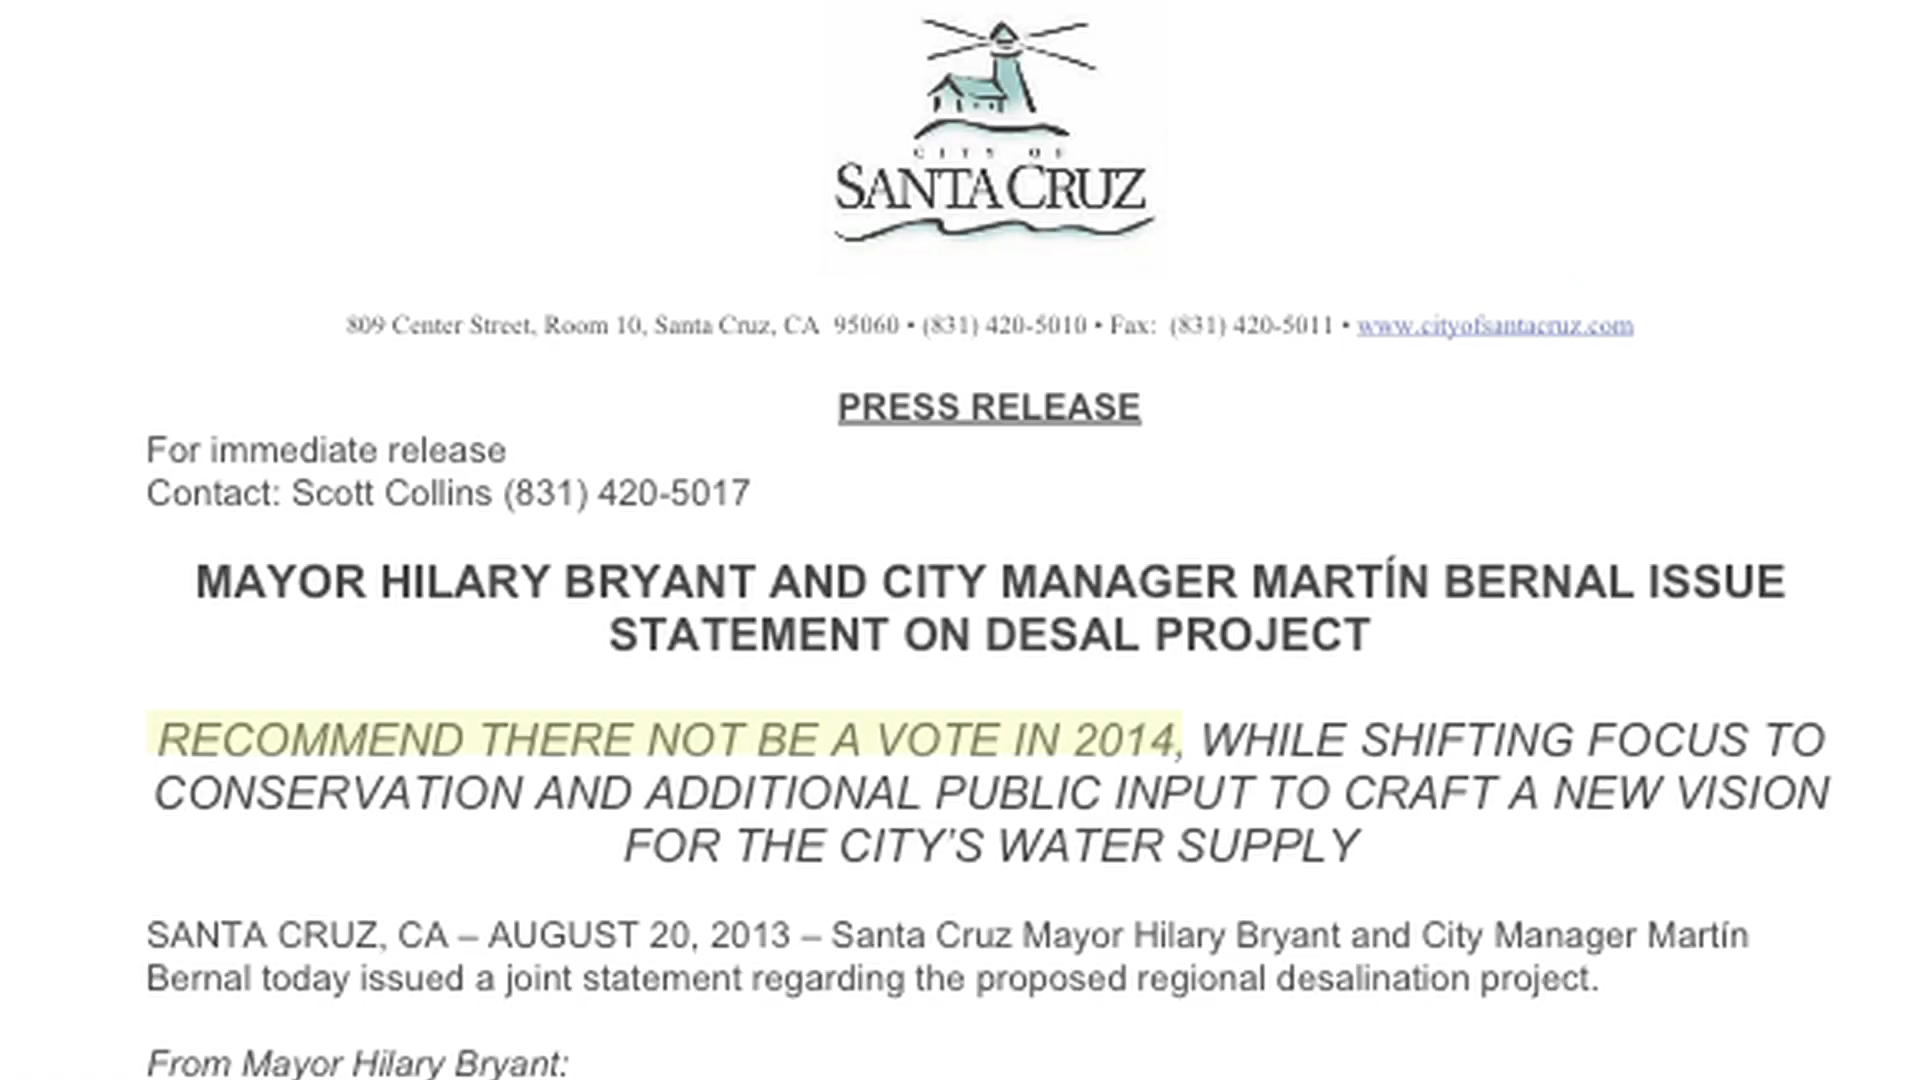 CITY OF
SANTA CRUZ
809 Center Street, Room 10, Santa Cruz, CA  95060 • (831) 420-5010 • Fax:  (831) 420-5011 • www.cityofsantacruz.com
PRESS RELEASE
For immediate release
Contact: Scott Collins (831) 420-5017
MAYOR HILARY BRYANT AND CITY MANAGER MARTÍN BERNAL ISSUE
STATEMENT ON DESAL PROJECT
RECOMMEND THERE NOT BE A VOTE IN 2014, WHILE SHIFTING FOCUS TO
CONSERVATION AND ADDITIONAL PUBLIC INPUT TO CRAFT A NEW VISION
FOR THE CITY'S WATER SUPPLY
SANTA CRUZ, CA – AUGUST 20, 2013 – Santa Cruz Mayor Hilary Bryant and City Manager Martín
Bernal today issued a joint statement regarding the proposed regional desalination project.
From Mayor Hilary Bryant: